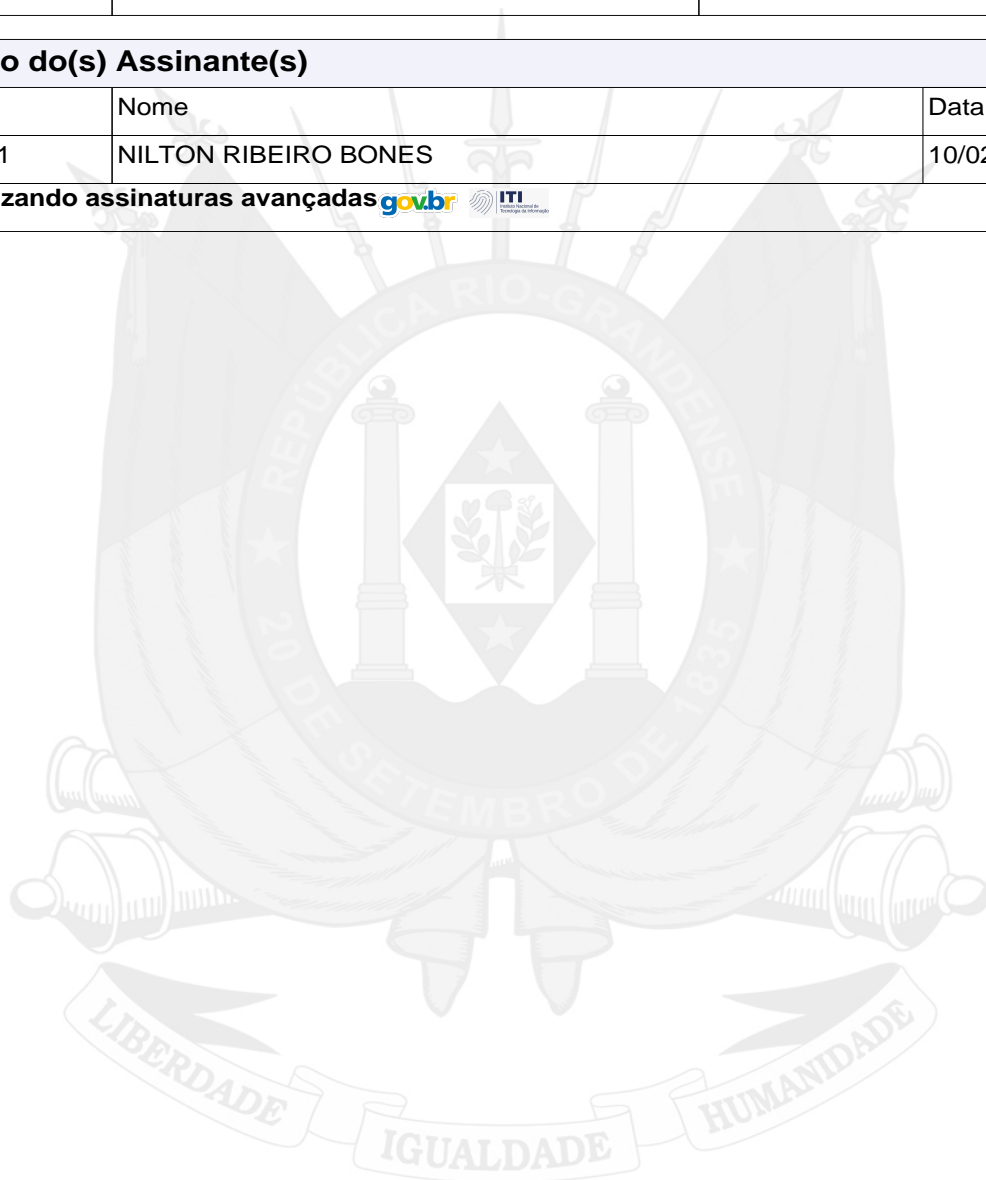 o do(s) Assinante(s)
Nome Data
1 NILTON RIBEIRO BONES 10/02
zando assinaturas avançadas gov.br ITI
REPÚBLICA RIO-GRANDENSE
20 DE SETEMBRO DE 1835
LIBERDADE IGUALDADE HUMANIDADE